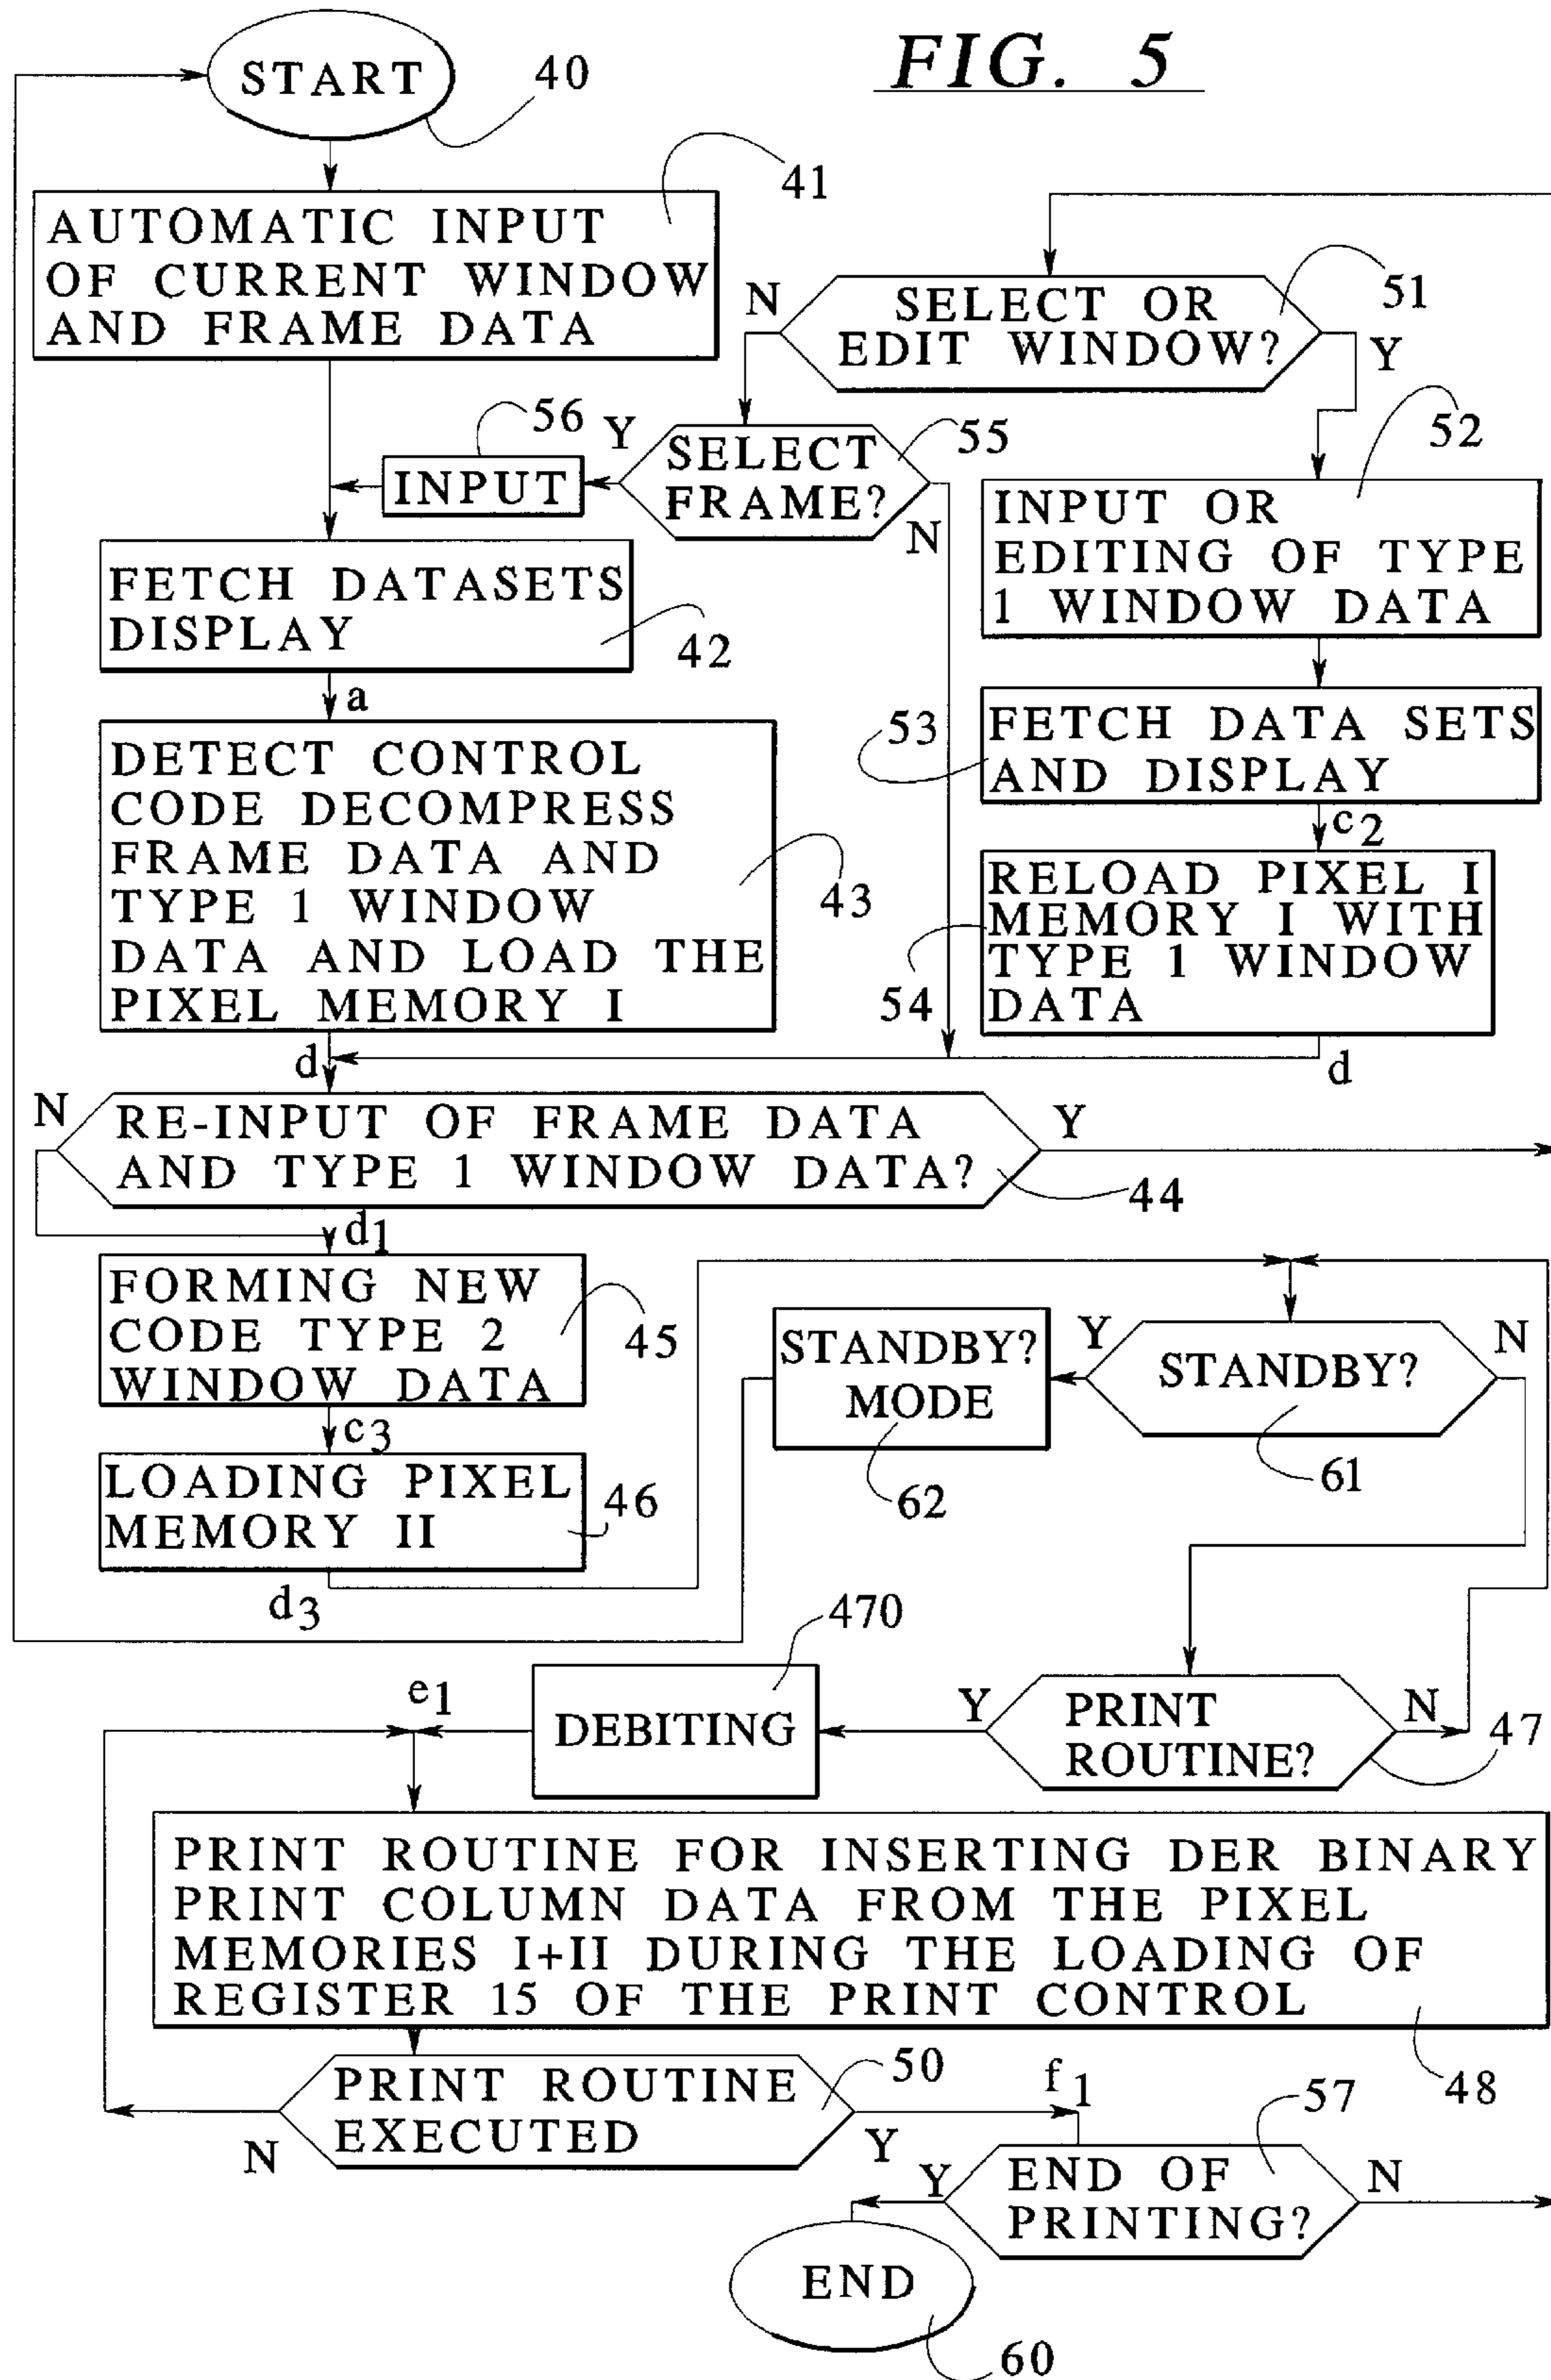 FIG. 5
START
40
41
AUTOMATIC INPUT
OF CURRENT WINDOW
AND FRAME DATA
N
SELECT OR
EDIT WINDOW?
51
Y
56
Y
SELECT
FRAME?
55
N
INPUT
52
INPUT OR
EDITING OF TYPE
1 WINDOW DATA
FETCH DATASETS
DISPLAY
42
a
53
FETCH DATA SETS
AND DISPLAY
c2
DETECT CONTROL
CODE DECOMPRESS
FRAME DATA AND
TYPE 1 WINDOW
DATA AND LOAD THE
PIXEL MEMORY I
43
RELOAD PIXEL I
MEMORY I WITH
TYPE 1 WINDOW
DATA
54
d
d
N
RE-INPUT OF FRAME DATA
AND TYPE 1 WINDOW DATA?
Y
44
d1
FORMING NEW
CODE TYPE 2
WINDOW DATA
45
c3
STANDBY?
MODE
62
Y
STANDBY?
N
61
LOADING PIXEL
MEMORY II
46
d3
470
e1
DEBITING
Y
PRINT
ROUTINE?
N
47
PRINT ROUTINE FOR INSERTING DER BINARY
PRINT COLUMN DATA FROM THE PIXEL
MEMORIES I+II DURING THE LOADING OF
REGISTER 15 OF THE PRINT CONTROL
48
PRINT ROUTINE
EXECUTED
50
N
Y
f1
57
Y
END OF
PRINTING?
N
END
60